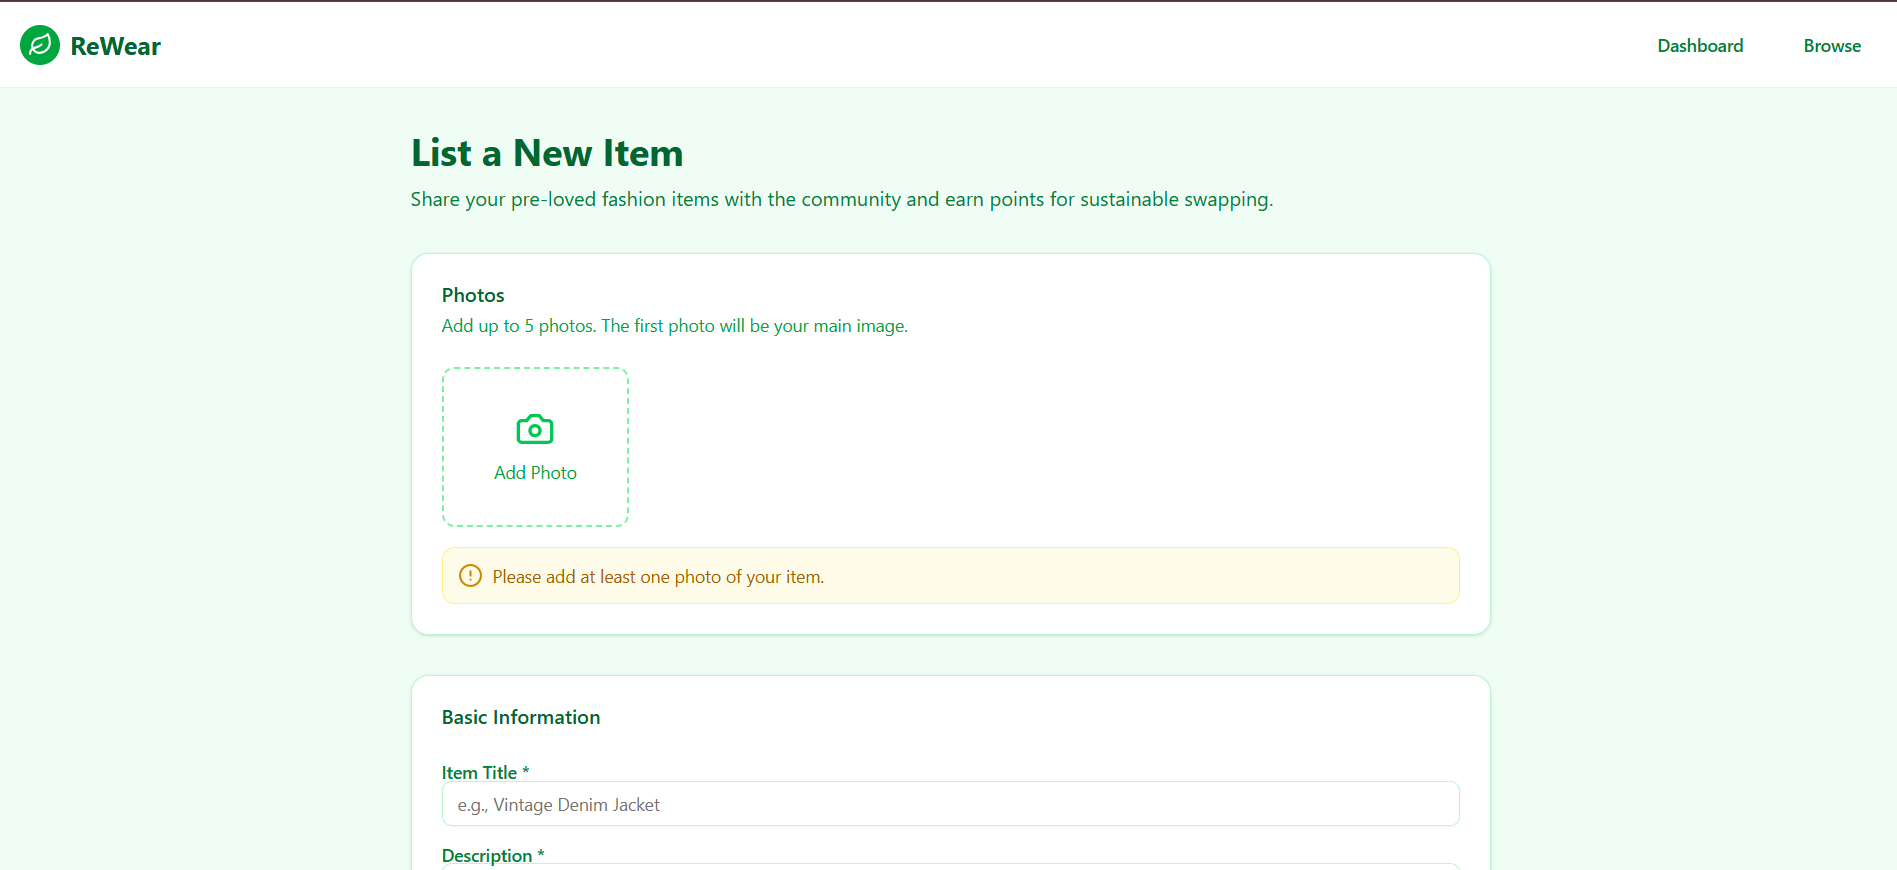 ReWear
Dashboard
Browse
List a New Item
Share your pre-loved fashion items with the community and earn points for sustainable swapping.
Photos
Add up to 5 photos. The first photo will be your main image.
Add Photo
Please add at least one photo of your item.
Basic Information
Item Title *
e.g., Vintage Denim Jacket
Description *